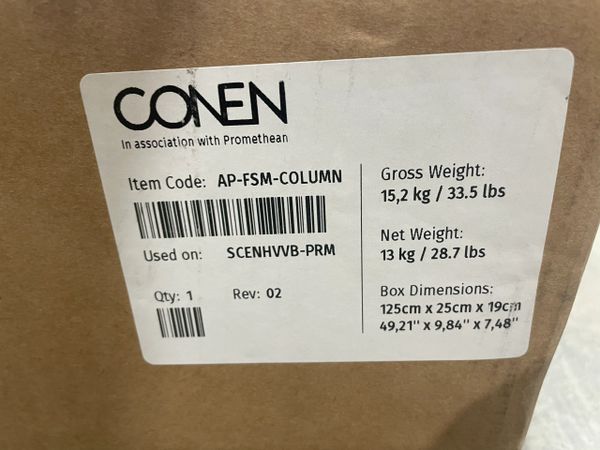 CONEN
In association with Promethean
Item Code: AP-FSM-COLUMN
Used on: SCENHVVB-PRM
Qty: 1 Rev: 02
Gross Weight:
15,2 kg / 33.5 lbs
Net Weight:
13 kg / 28.7 lbs
Box Dimensions:
125cm x 25cm x 19cm
49,21'' x 9,84'' x 7,48''